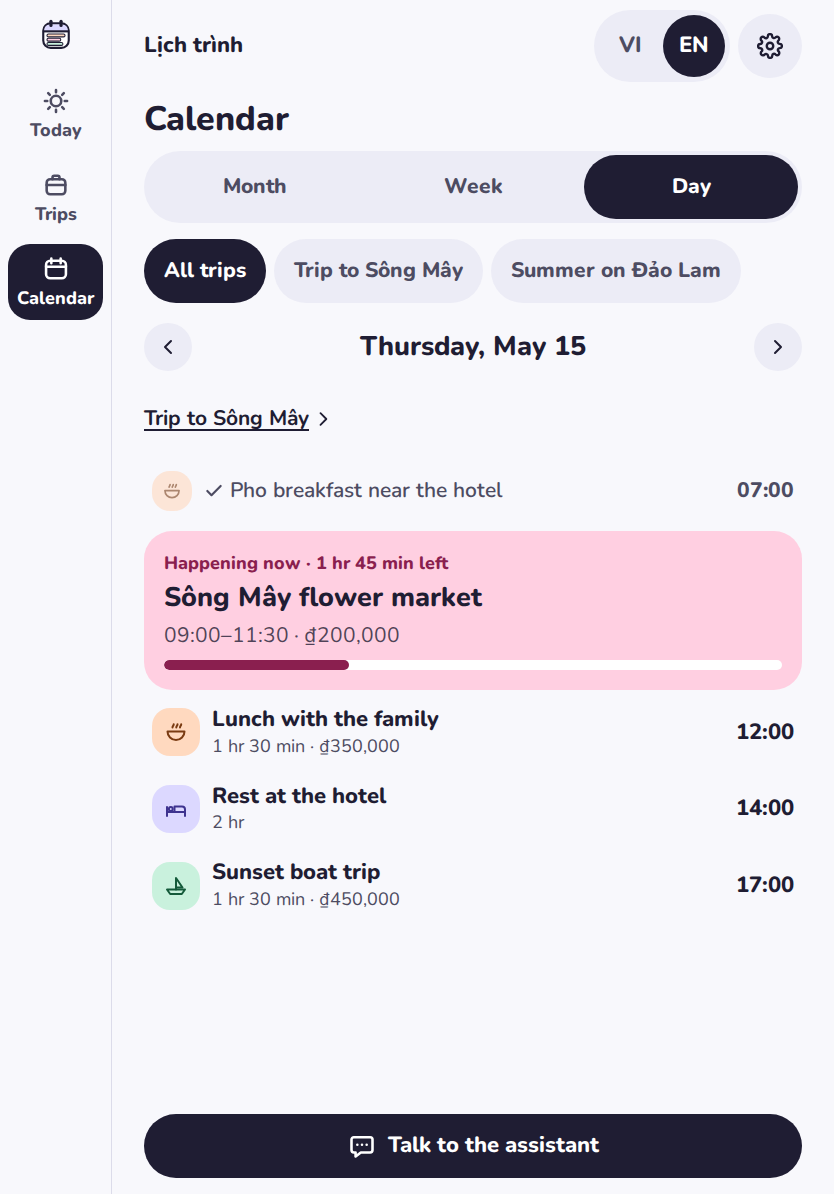 Lịch trình
VI
EN
Today
Trips
Calendar
Calendar
Month
Week
Day
All trips
Trip to Sông Mây
Summer on Đảo Lam
Thursday, May 15
Trip to Sông Mây
Pho breakfast near the hotel
07:00
Happening now · 1 hr 45 min left
Sông Mây flower market
09:00–11:30 · ₫200,000
Lunch with the family
1 hr 30 min · ₫350,000
12:00
Rest at the hotel
2 hr
14:00
Sunset boat trip
1 hr 30 min · ₫450,000
17:00
Talk to the assistant